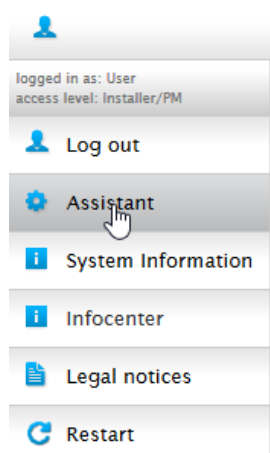 logged in as: User
access level: Installer/PM
Log out
Assistant
System Information
Infocenter
Legal notices
Restart